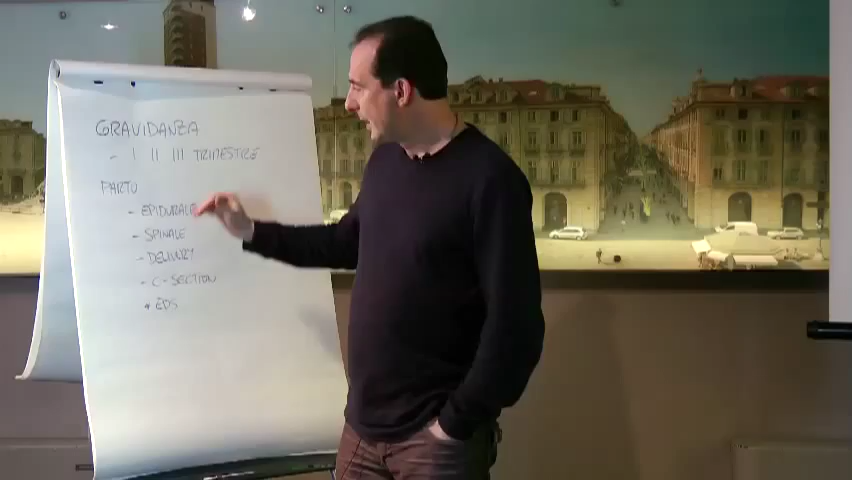 GRAVIDANZA
- I II III TRIMESTRE
PARTO
- EPIDURALE
- SPINALE
- DELIVERY
- C-SECTION
* EDS